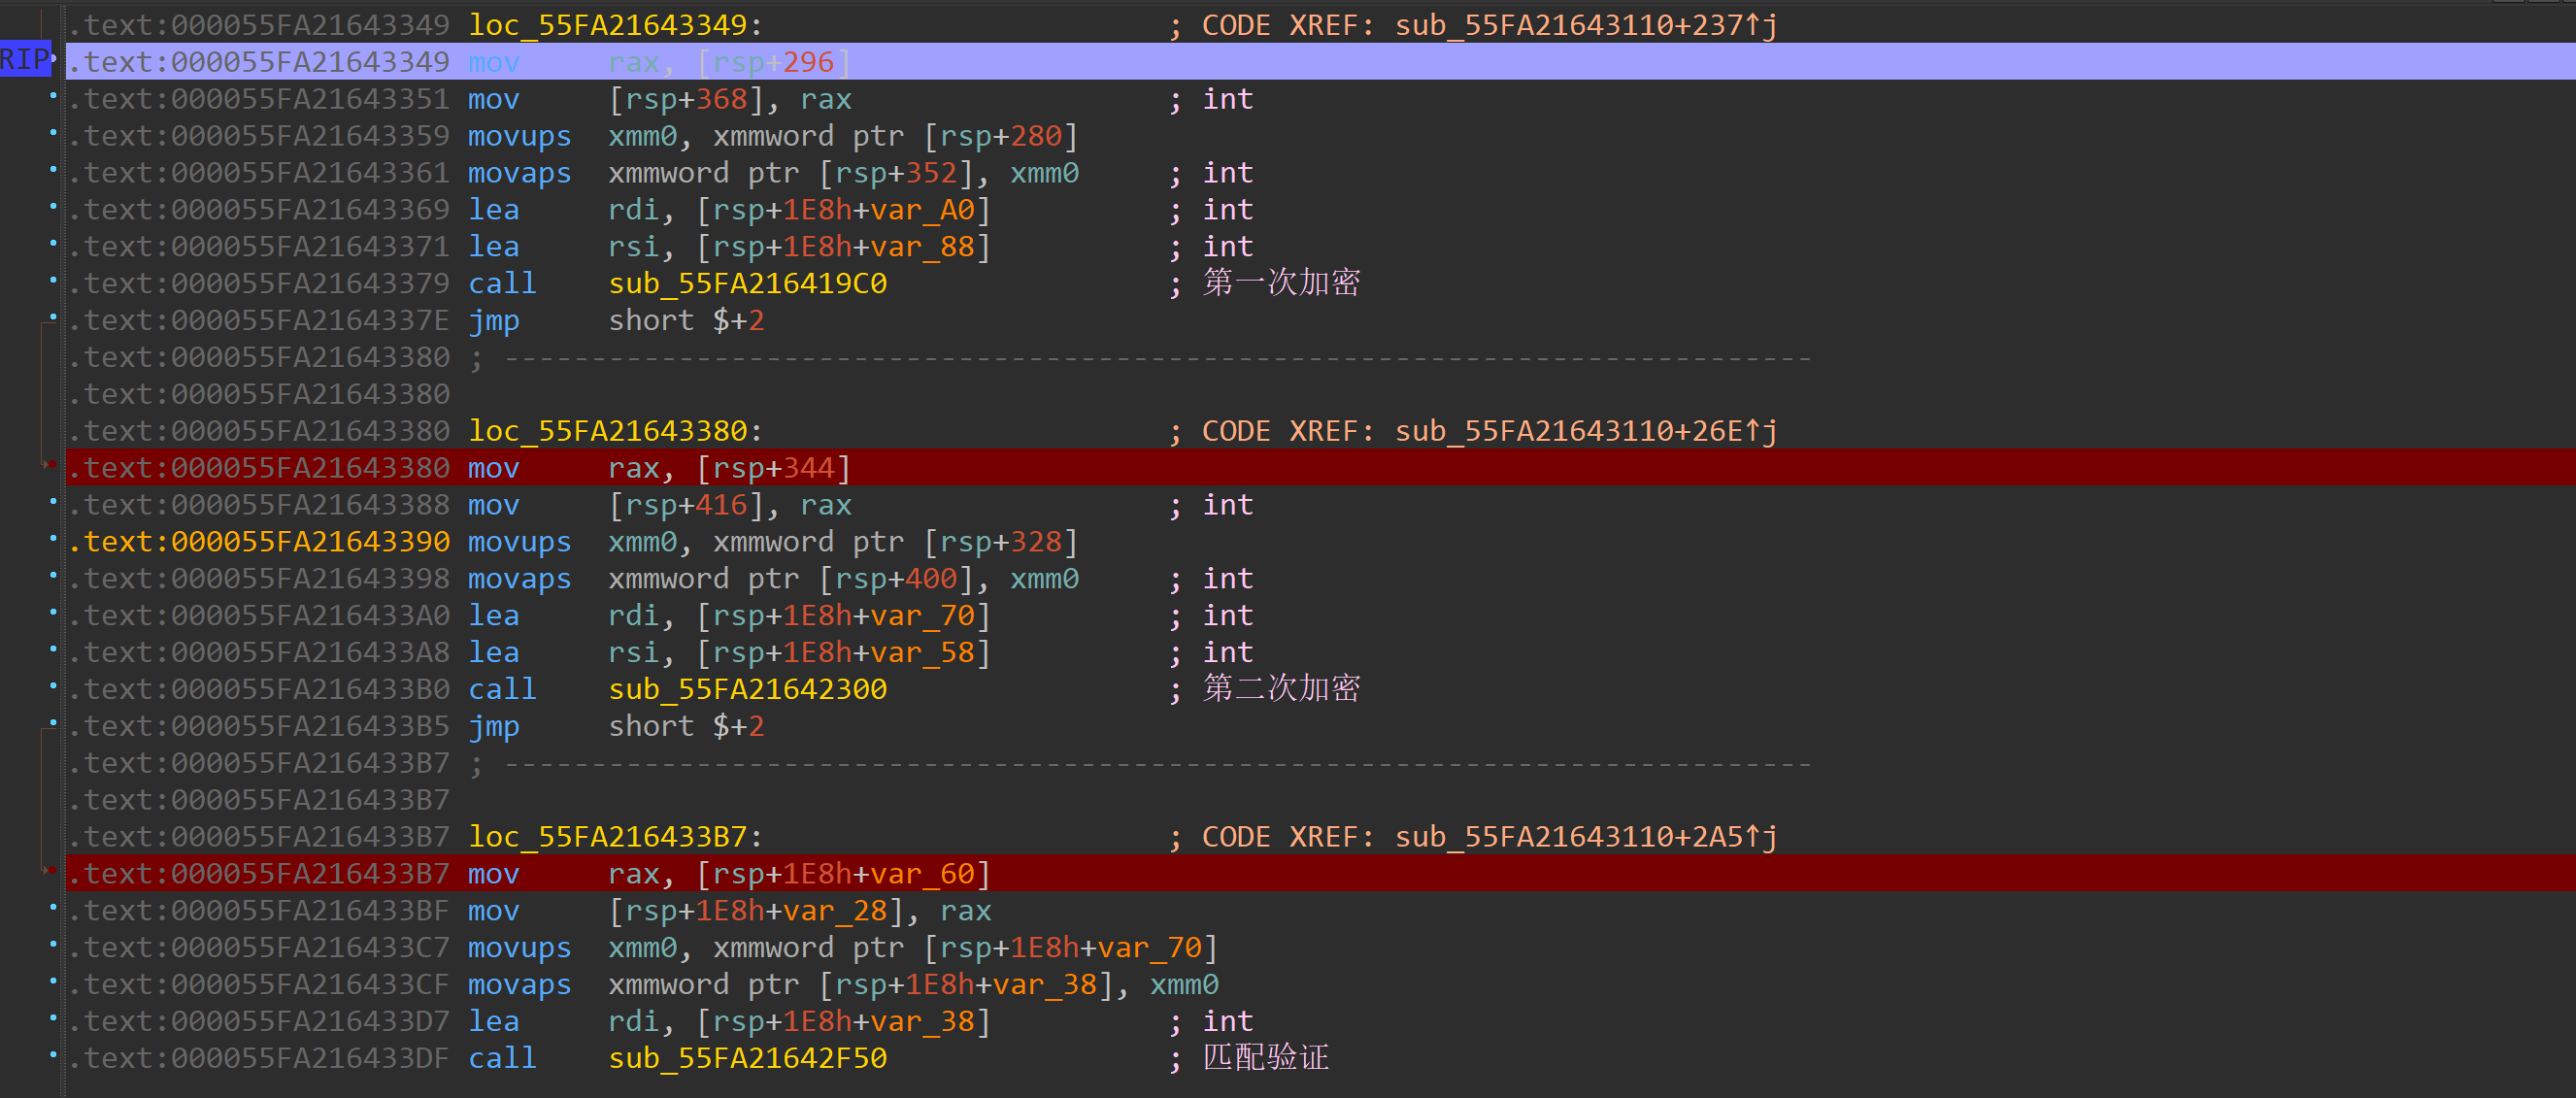 .text:000055FA21643349 loc_55FA21643349: ; CODE XREF: sub_55FA21643110+237↑j
RIP .text:000055FA21643349 mov rax, [rsp+296]
.text:000055FA21643351 mov [rsp+368], rax ; int
.text:000055FA21643359 movups xmm0, xmmword ptr [rsp+280]
.text:000055FA21643361 movaps xmmword ptr [rsp+352], xmm0 ; int
.text:000055FA21643369 lea rdi, [rsp+1E8h+var_A0] ; int
.text:000055FA21643371 lea rsi, [rsp+1E8h+var_88] ; int
.text:000055FA21643379 call sub_55FA216419C0 ; 第一次加密
.text:000055FA2164337E jmp short $+2
.text:000055FA21643380 ; ---------------------------------------------------------------------------
.text:000055FA21643380
.text:000055FA21643380 loc_55FA21643380: ; CODE XREF: sub_55FA21643110+26E↑j
.text:000055FA21643380 mov rax, [rsp+344]
.text:000055FA21643388 mov [rsp+416], rax ; int
.text:000055FA21643390 movups xmm0, xmmword ptr [rsp+328]
.text:000055FA21643398 movaps xmmword ptr [rsp+400], xmm0 ; int
.text:000055FA216433A0 lea rdi, [rsp+1E8h+var_70] ; int
.text:000055FA216433A8 lea rsi, [rsp+1E8h+var_58] ; int
.text:000055FA216433B0 call sub_55FA21642300 ; 第二次加密
.text:000055FA216433B5 jmp short $+2
.text:000055FA216433B7 ; ---------------------------------------------------------------------------
.text:000055FA216433B7
.text:000055FA216433B7 loc_55FA216433B7: ; CODE XREF: sub_55FA21643110+2A5↑j
.text:000055FA216433B7 mov rax, [rsp+1E8h+var_60]
.text:000055FA216433BF mov [rsp+1E8h+var_28], rax
.text:000055FA216433C7 movups xmm0, xmmword ptr [rsp+1E8h+var_70]
.text:000055FA216433CF movaps xmmword ptr [rsp+1E8h+var_38], xmm0
.text:000055FA216433D7 lea rdi, [rsp+1E8h+var_38] ; int
.text:000055FA216433DF call sub_55FA21642F50 ; 匹配验证